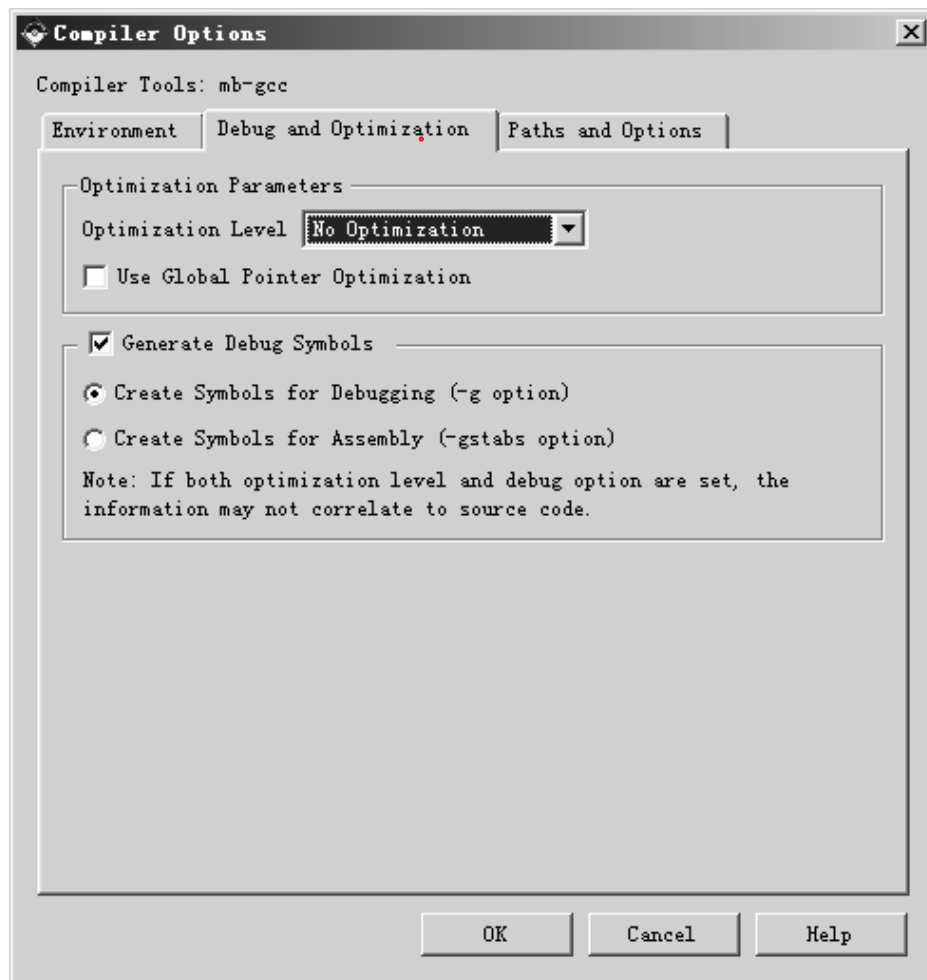 Compiler Options
Compiler Tools: mb-gcc
Environment Debug and Optimization Paths and Options
Optimization Parameters
Optimization Level No Optimization
Use Global Pointer Optimization
Generate Debug Symbols
Create Symbols for Debugging (-g option)
Create Symbols for Assembly (-gstabs option)
Note: If both optimization level and debug option are set, the
information may not correlate to source code.
OK Cancel Help